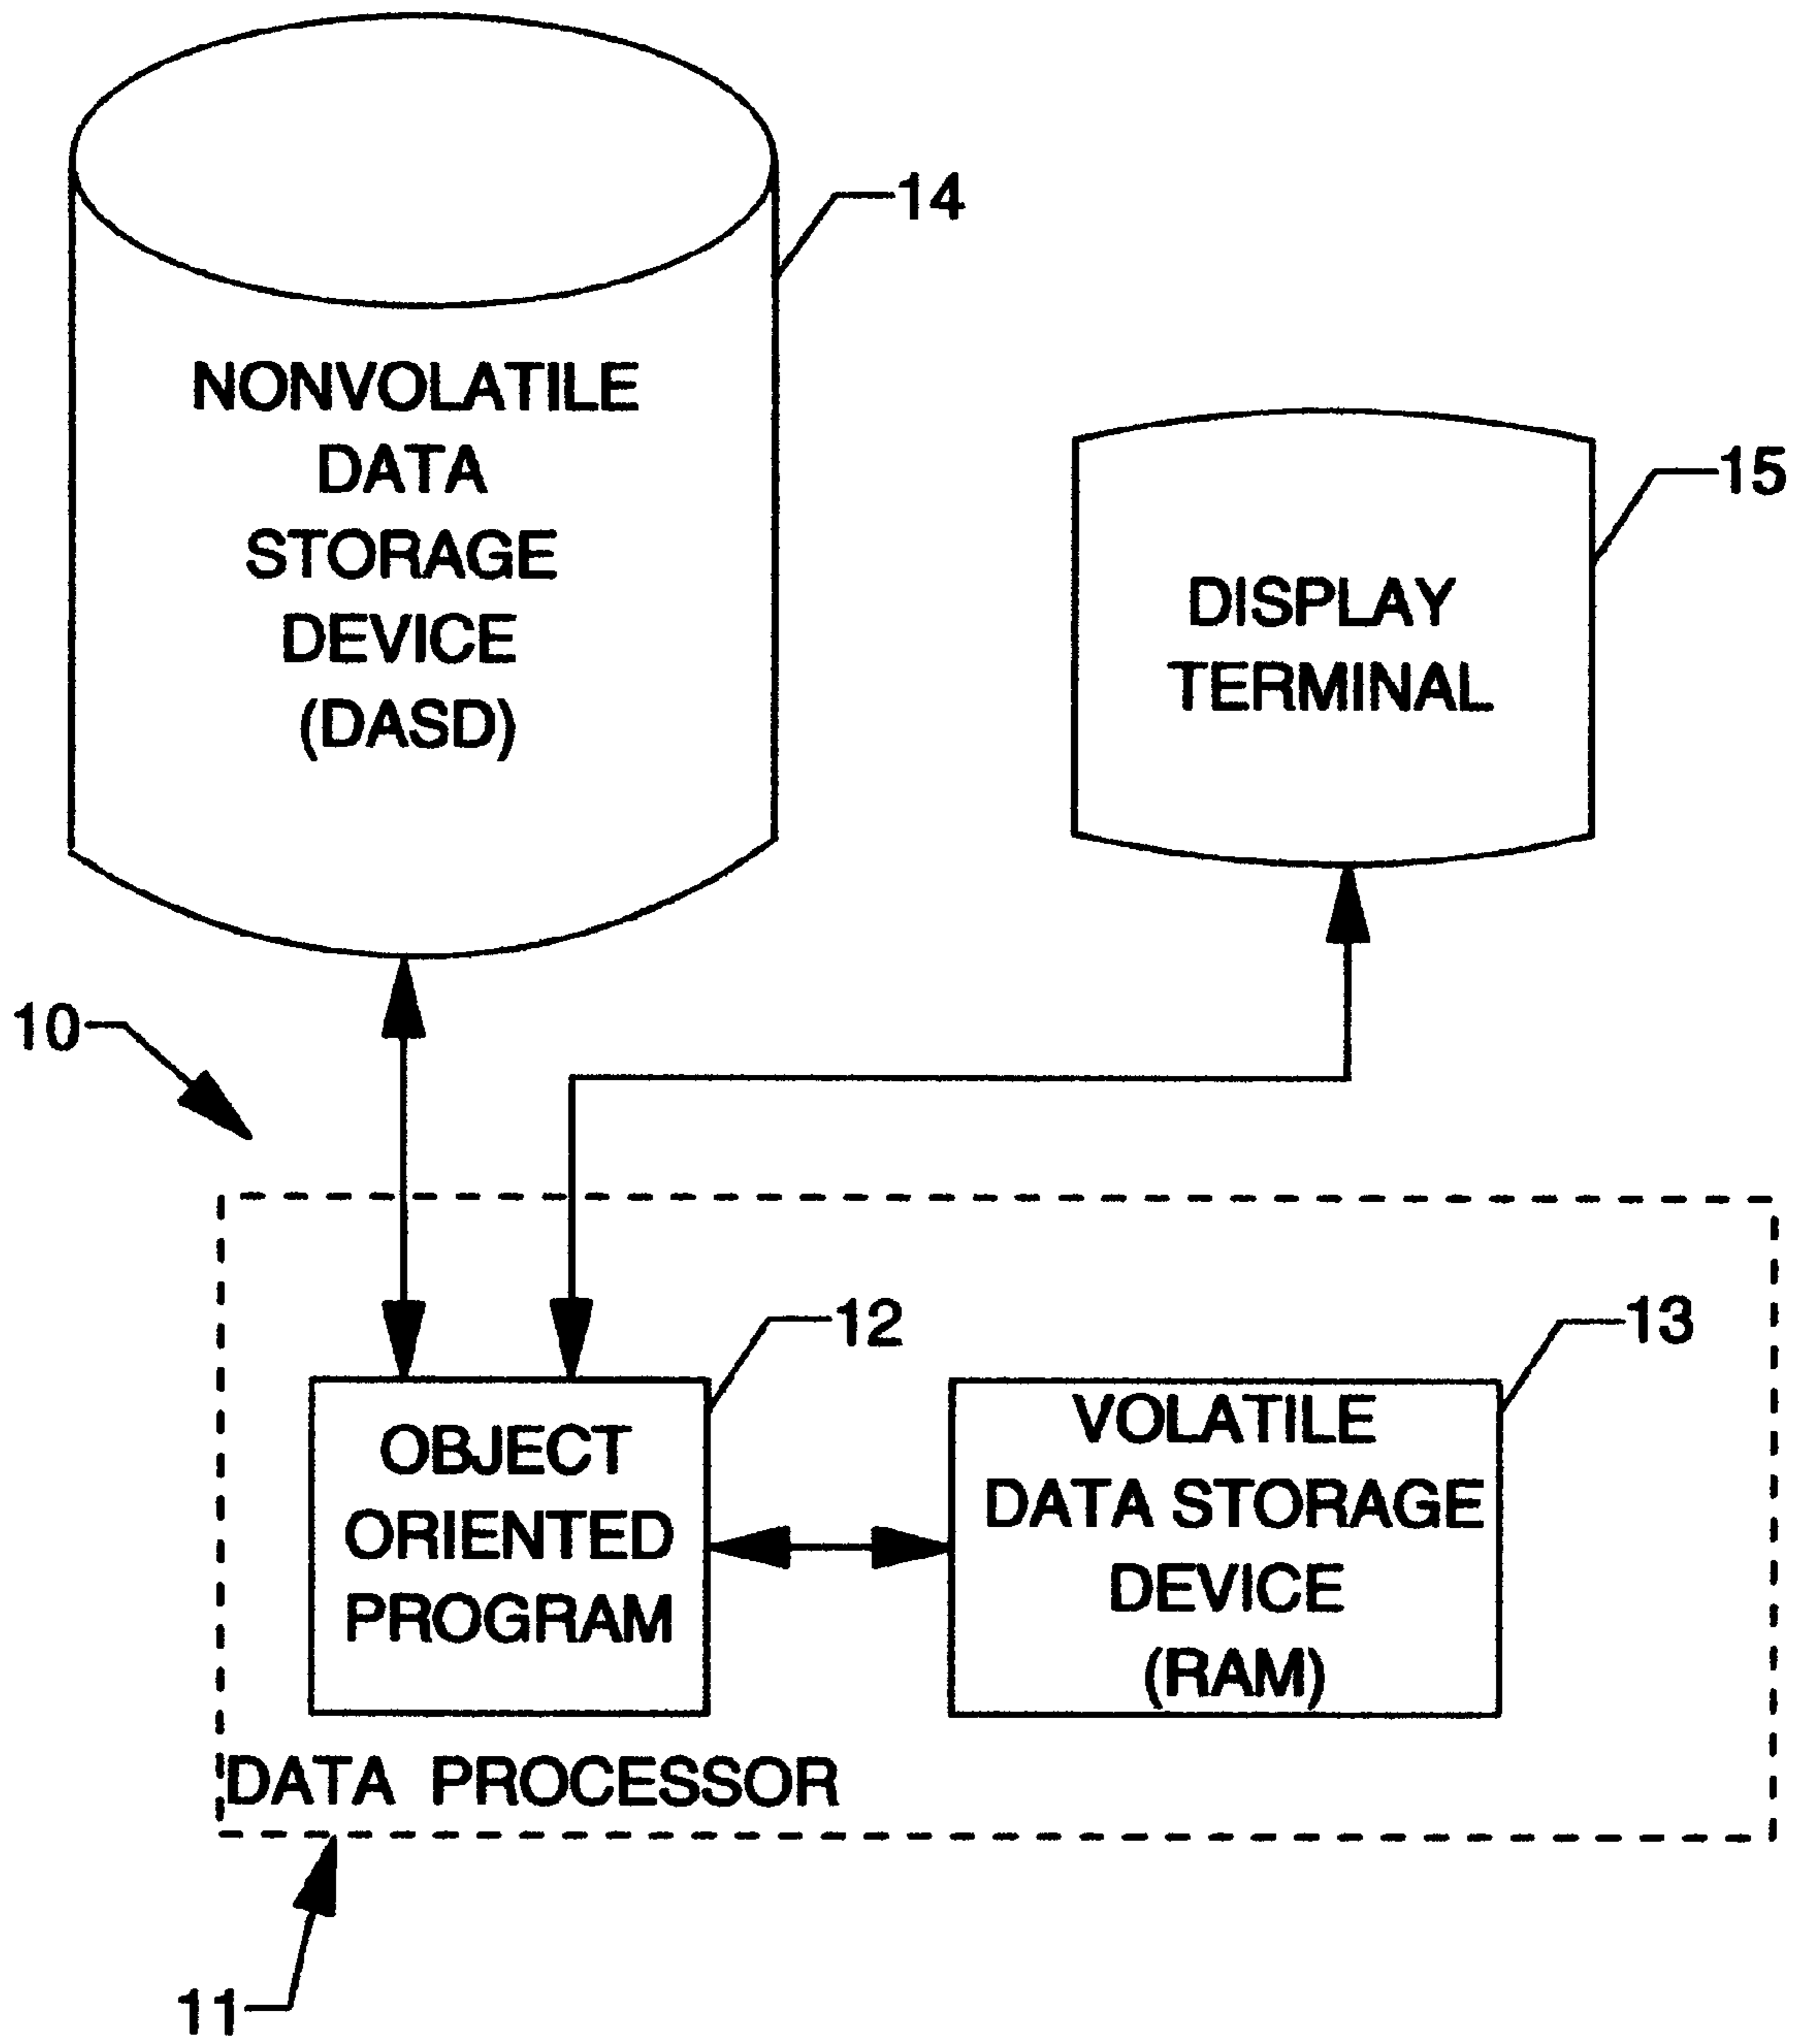 14
NONVOLATILE
DATA
STORAGE
DEVICE
(DASD)
15
DISPLAY
TERMINAL
10
12
13
OBJECT
ORIENTED
PROGRAM
VOLATILE
DATA STORAGE
DEVICE
(RAM)
DATA PROCESSOR
11